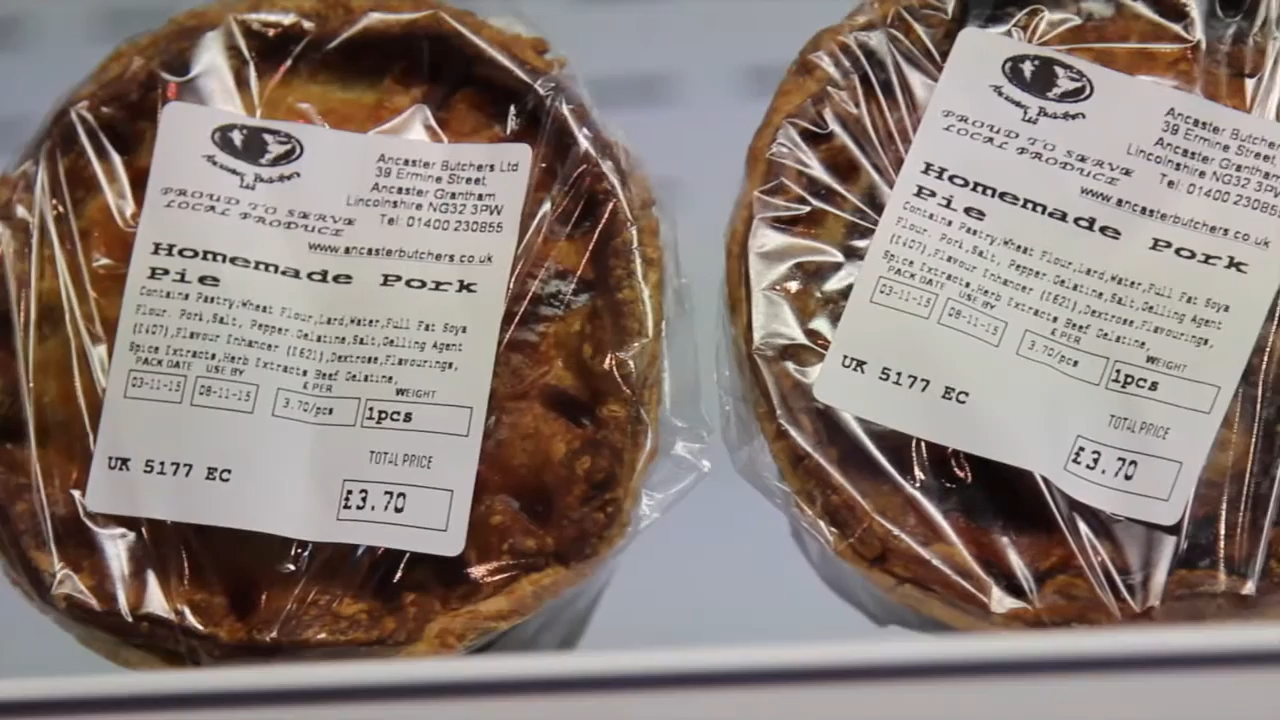 Ancaster Butchers
Ltd
PROUD TO SERVE
LOCAL PRODUCE
Ancaster Butchers Ltd
39 Ermine Street,
Ancaster Grantham
Lincolnshire NG32 3PW
Tel: 01400 230855
www.ancasterbutchers.co.uk
Homemade Pork
Pie
Contains Pastry;Wheat Flour,Lard,Water,Full Fat Soya
Flour. Pork,Salt, Pepper.Gelatine,Salt,Gelling Agent
(E407),Flavour Inhancer (E621),Dextrose,Flavourings,
Spice Extracts,Herb Extracts Beef Gelatine,
PACK DATE USE BY £ PER WEIGHT
03-11-15 08-11-15 3.70/pcs 1pcs
UK 5177 EC
TOTAL PRICE
£3.70
Ancaster Butchers
Ltd
PROUD TO SERVE
LOCAL PRODUCE
Ancaster Butchers
39 Ermine Street,
Ancaster Grantham
Lincolnshire NG32 3P
Tel: 01400 230855
www.ancasterbutchers.co.uk
Homemade Pork
Pie
Contains Pastry;Wheat Flour,Lard,Water,Full Fat Soya
Flour. Pork,Salt, Pepper.Gelatine,Salt,Gelling Agent
(E407),Flavour Inhancer (E621),Dextrose,Flavourings,
Spice Extracts,Herb Extracts Beef Gelatine,
PACK DATE USE BY £ PER WEIGHT
03-11-15 08-11-15 3.70/pcs 1pcs
UK 5177 EC
TOTAL PRICE
£3.70